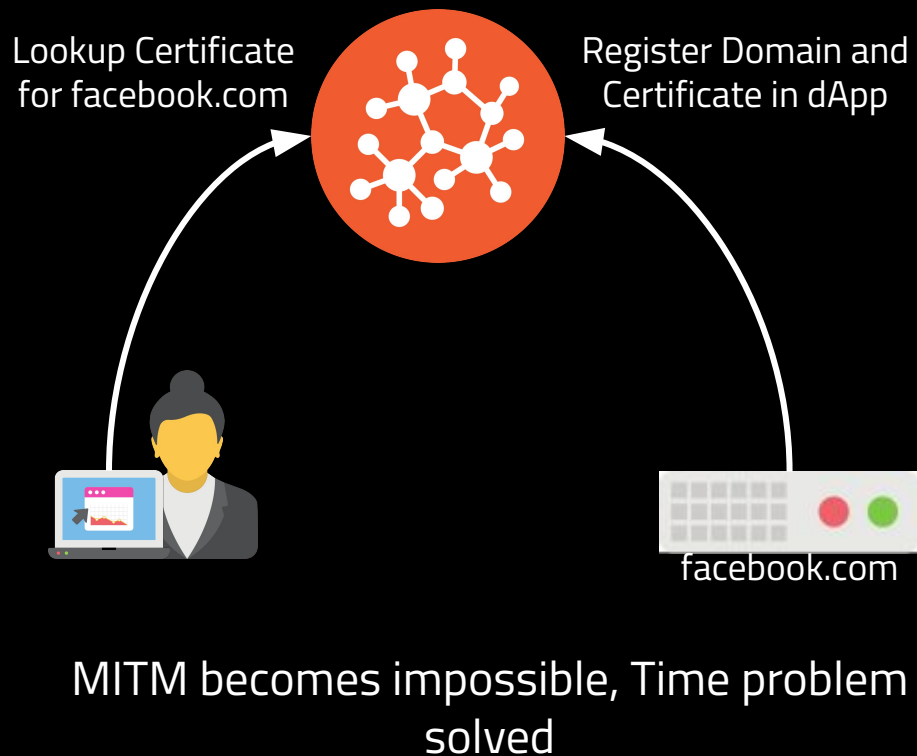 Lookup Certificate
for facebook.com
Register Domain and
Certificate in dApp
facebook.com
MITM becomes impossible, Time problem
solved